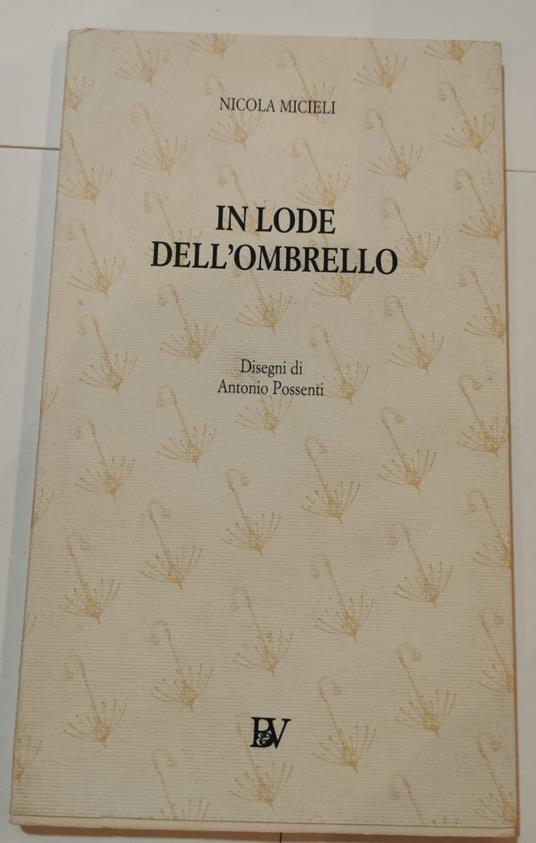 NICOLA MICIELI
IN LODE
DELL'OMBRELLO
Disegni di
Antonio Possenti
B&V